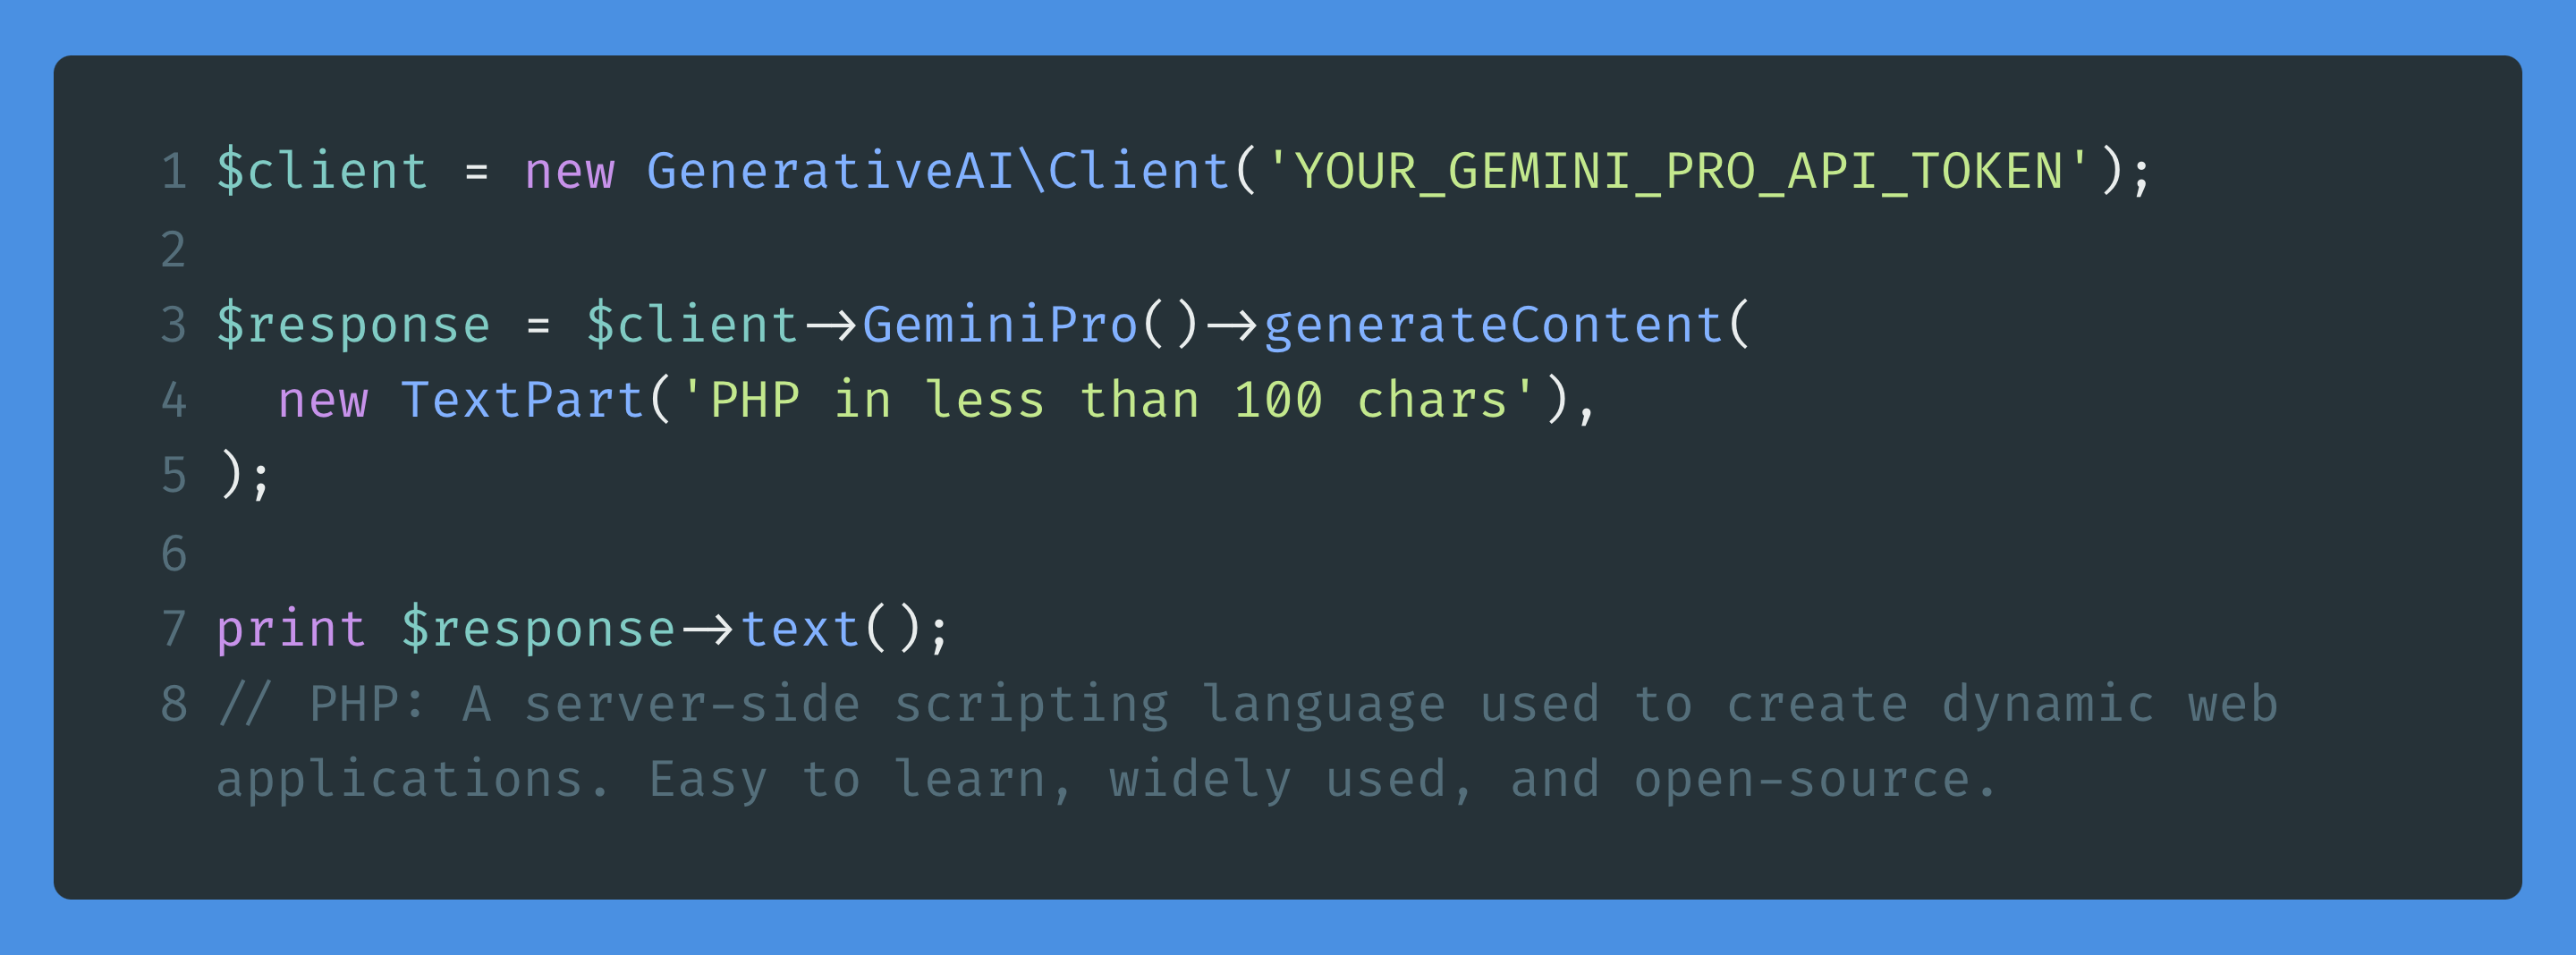 1 $client = new GenerativeAI\Client('YOUR_GEMINI_PRO_API_TOKEN');
2
3 $response = $client->GeminiPro()->generateContent(
4   new TextPart('PHP in less than 100 chars'),
5 );
6
7 print $response->text();
8 // PHP: A server-side scripting language used to create dynamic web
applications. Easy to learn, widely used, and open-source.